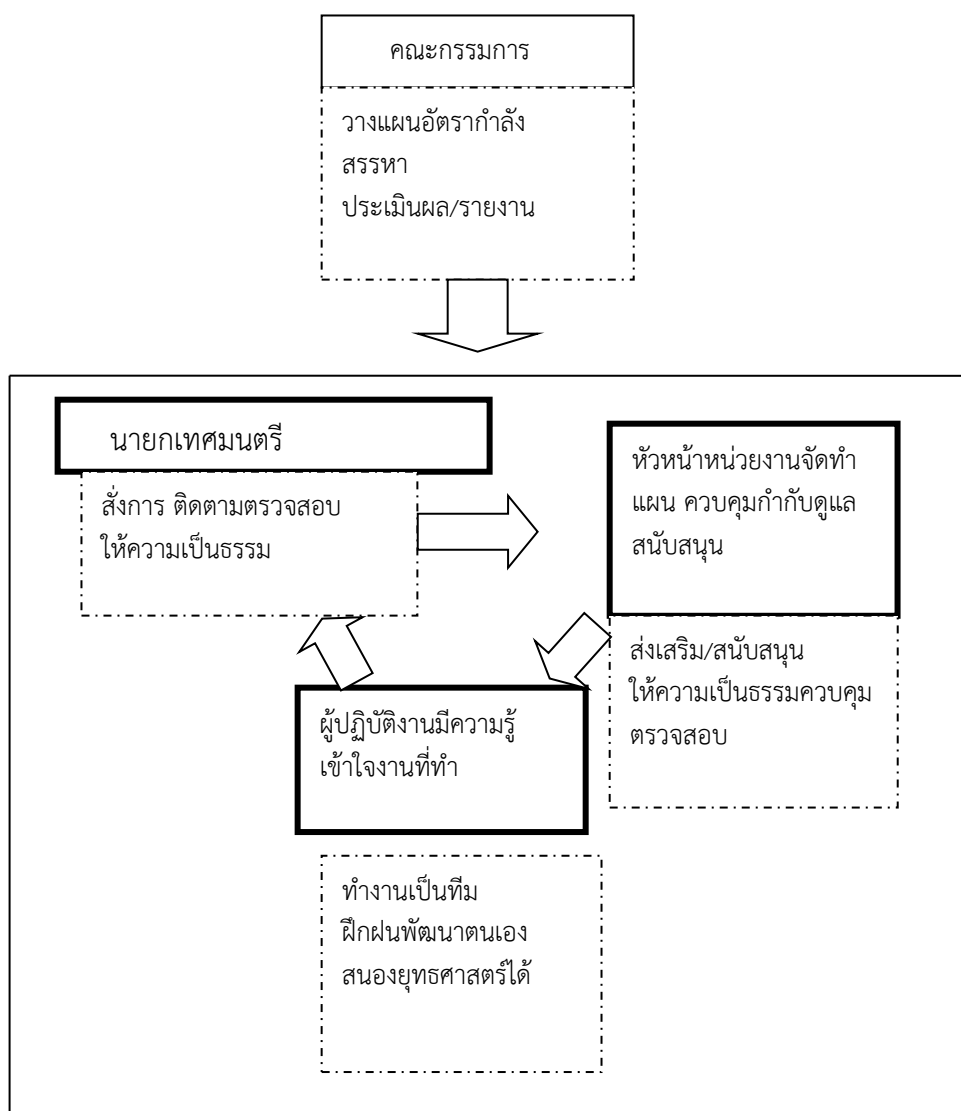 คณะกรรมการ
วางแผนอัตรากำลัง
สรรหา
ประเมินผล/รายงาน
นายกเทศมนตรี
สั่งการ ติดตามตรวจสอบ
ให้ความเป็นธรรม
หัวหน้าหน่วยงานจัดทำ
แผน ควบคุมกำกับดูแล
สนับสนุน
ส่งเสริม/สนับสนุน
ให้ความเป็นธรรมควบคุม
ตรวจสอบ
ผู้ปฏิบัติงานมีความรู้
เข้าใจงานที่ทำ
ทำงานเป็นทีม
ฝึกฝนพัฒนาตนเอง
สนองยุทธศาสตร์ได้